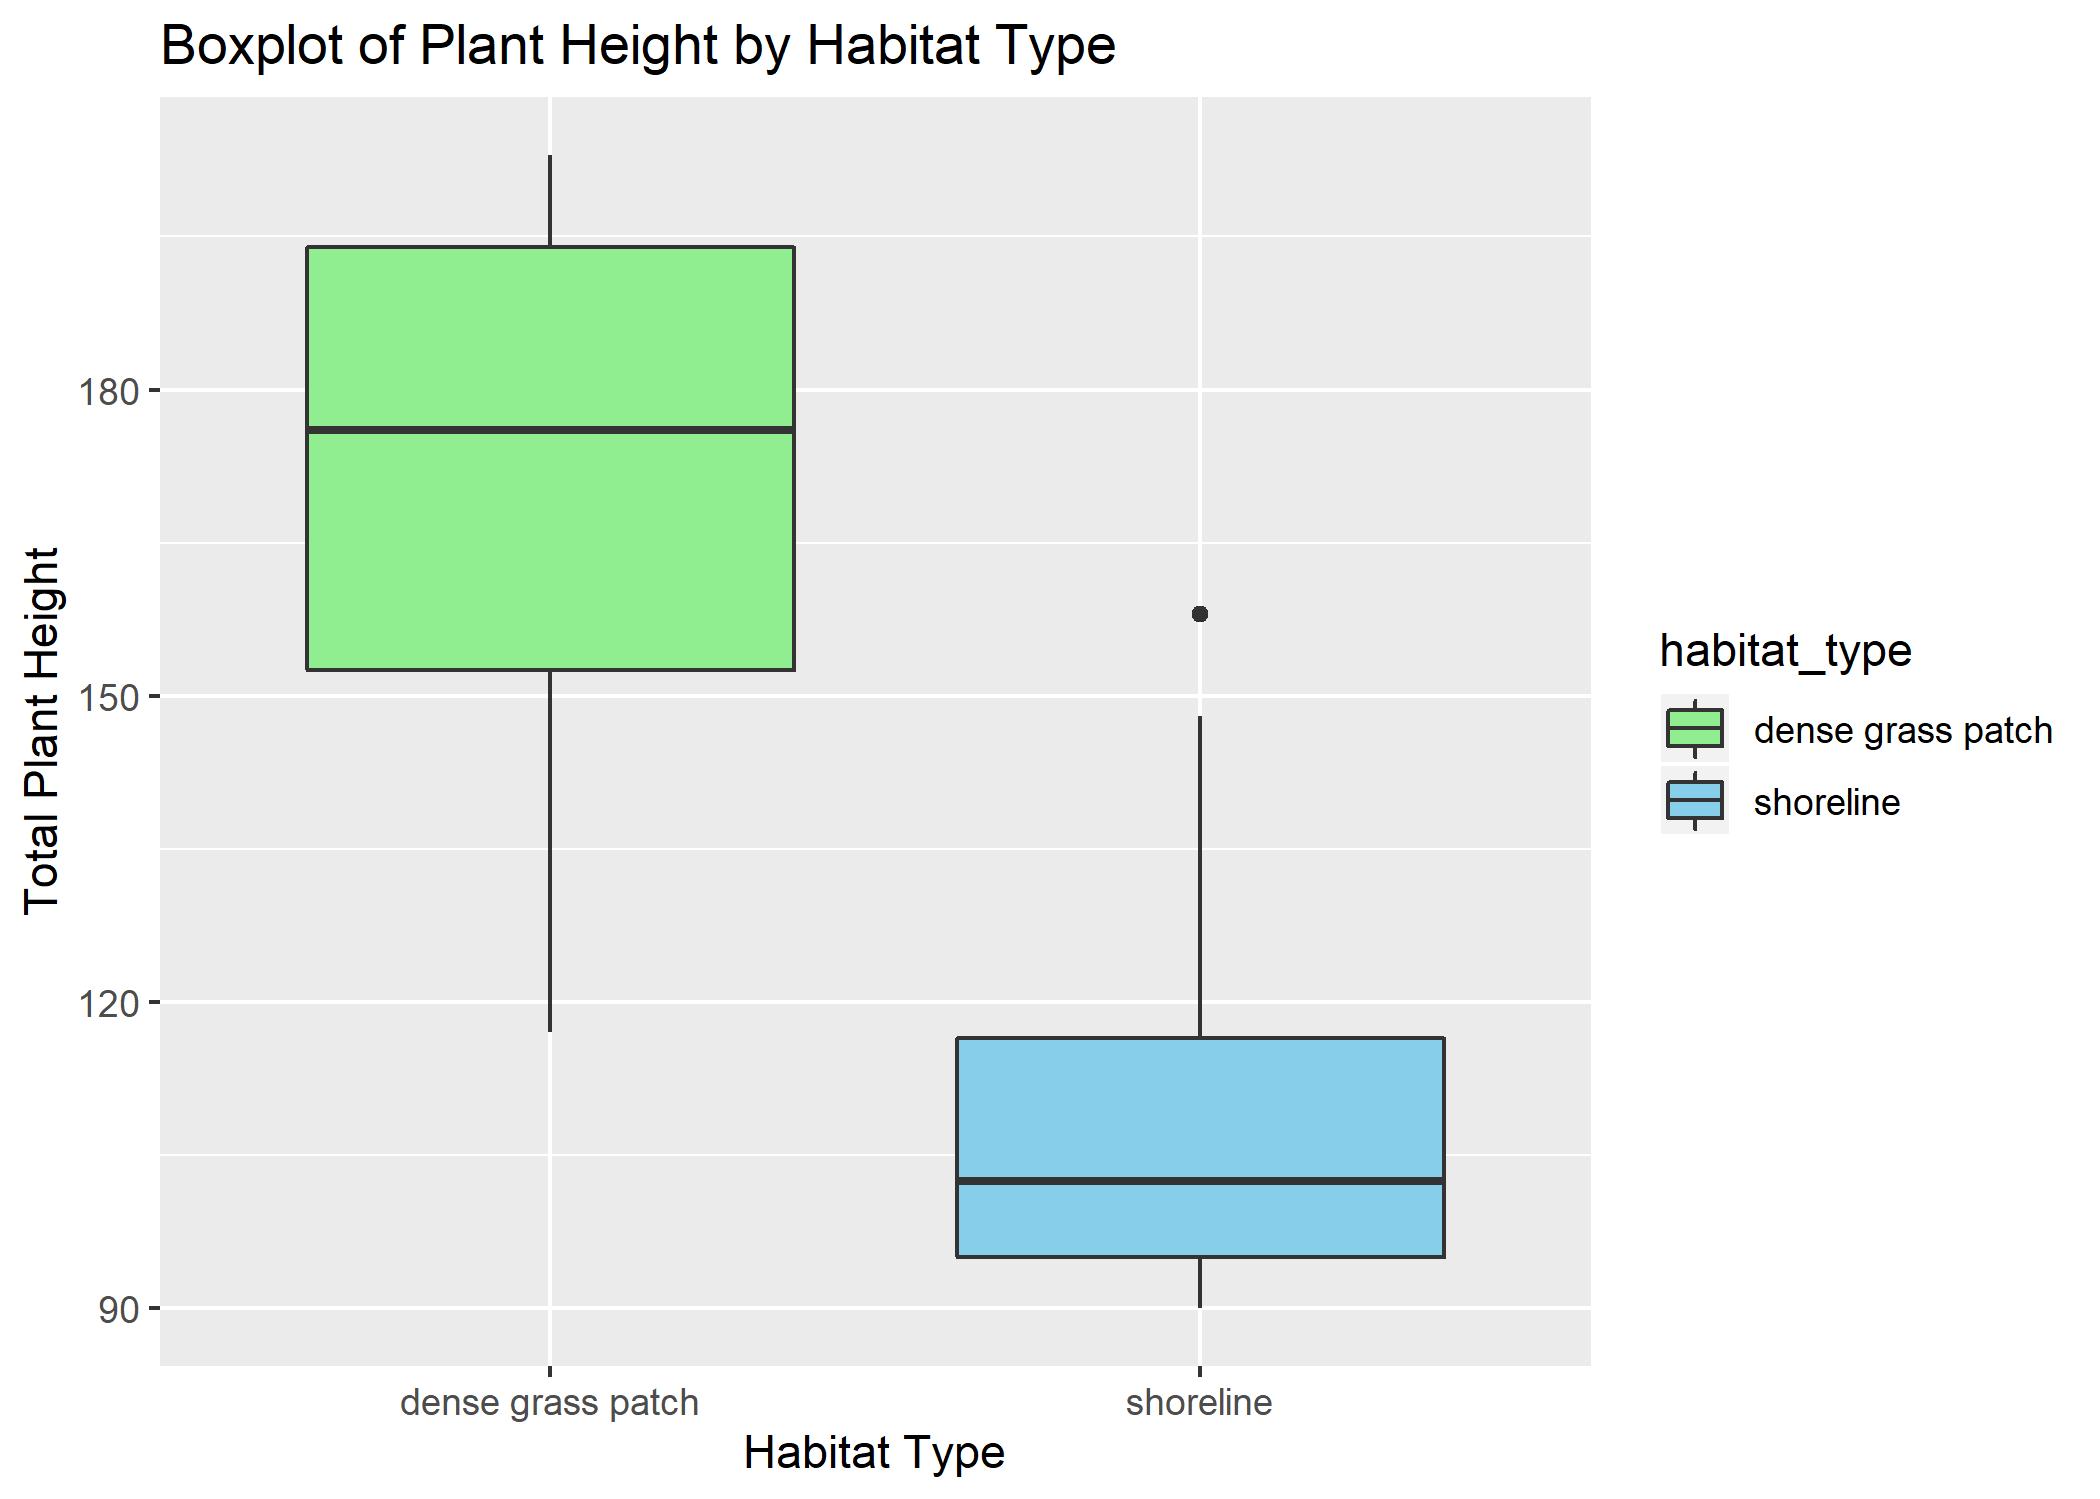 Boxplot of Plant Height by Habitat Type
Total Plant Height
180
150
120
90
dense grass patch
shoreline
Habitat Type
habitat_type
dense grass patch
shoreline